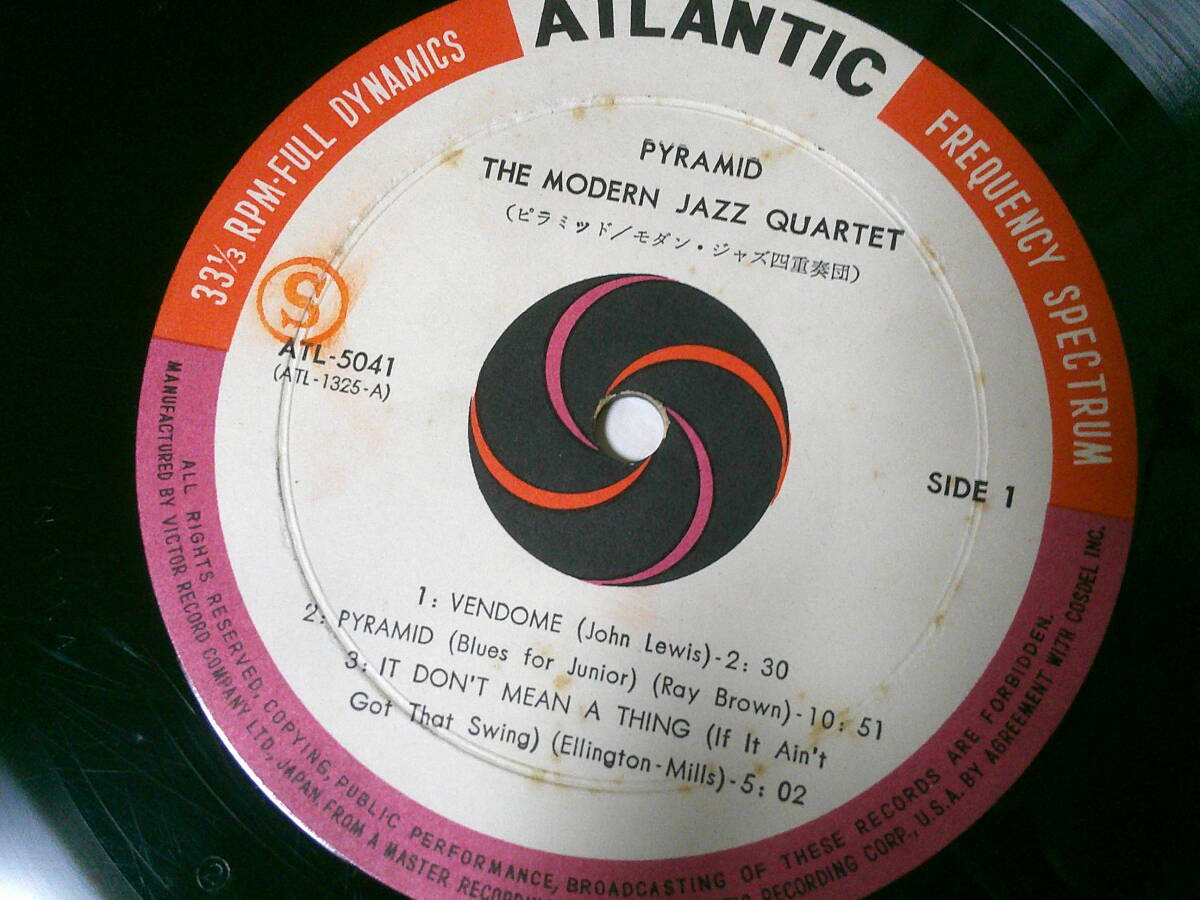 ATLANTIC
33⅓ RPM·FULL DYNAMICS
FREQUENCY SPECTRUM
PYRAMID
THE MODERN JAZZ QUARTET
(ピラミッド/モダン・ジャズ四重奏団)
S
ATL-5041
(ATL-1325-A)
SIDE 1
1: VENDOME (John Lewis)-2: 30
2: PYRAMID (Blues for Junior) (Ray Brown)-10: 51
3: IT DON'T MEAN A THING (If It Ain't
Got That Swing) (Ellington-Mills)-5: 02
ALL RIGHTS RESERVED, COPYING, PUBLIC PERFORMANCE, BROADCASTING OF THESE RECORDS ARE FORBIDDEN.
MANUFACTURED BY VICTOR RECORD COMPANY LTD., JAPAN. FROM A MASTER RECORDING CORP., U.S.A. BY AGREEMENT WITH COSDEL INC.